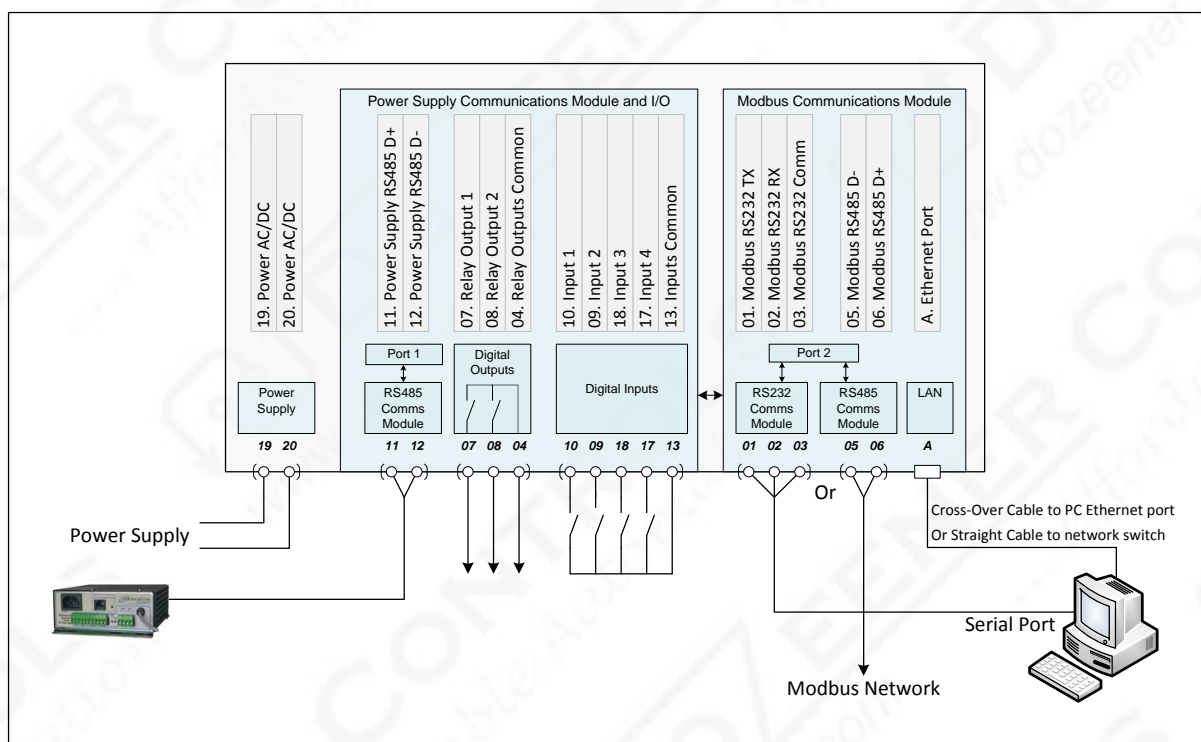 Power Supply Communications Module and I/O
Modbus Communications Module
19. Power AC/DC
20. Power AC/DC
11. Power Supply RS485 D+
12. Power Supply RS485 D-
07. Relay Output 1
08. Relay Output 2
04. Relay Outputs Common
10. Input 1
09. Input 2
18. Input 3
17. Input 4
13. Inputs Common
01. Modbus RS232 TX
02. Modbus RS232 RX
03. Modbus RS232 Comm
05. Modbus RS485 D-
06. Modbus RS485 D+
A. Ethernet Port
Power
Supply
Port 1
RS485
Comms
Module
Digital
Outputs
Digital Inputs
Port 2
RS232
Comms
Module
RS485
Comms
Module
LAN
19 20 11 12 07 08 04 10 09 18 17 13 01 02 03 05 06 A
Or
Cross-Over Cable to PC Ethernet port
Or Straight Cable to network switch
Power Supply
Serial Port
Modbus Network